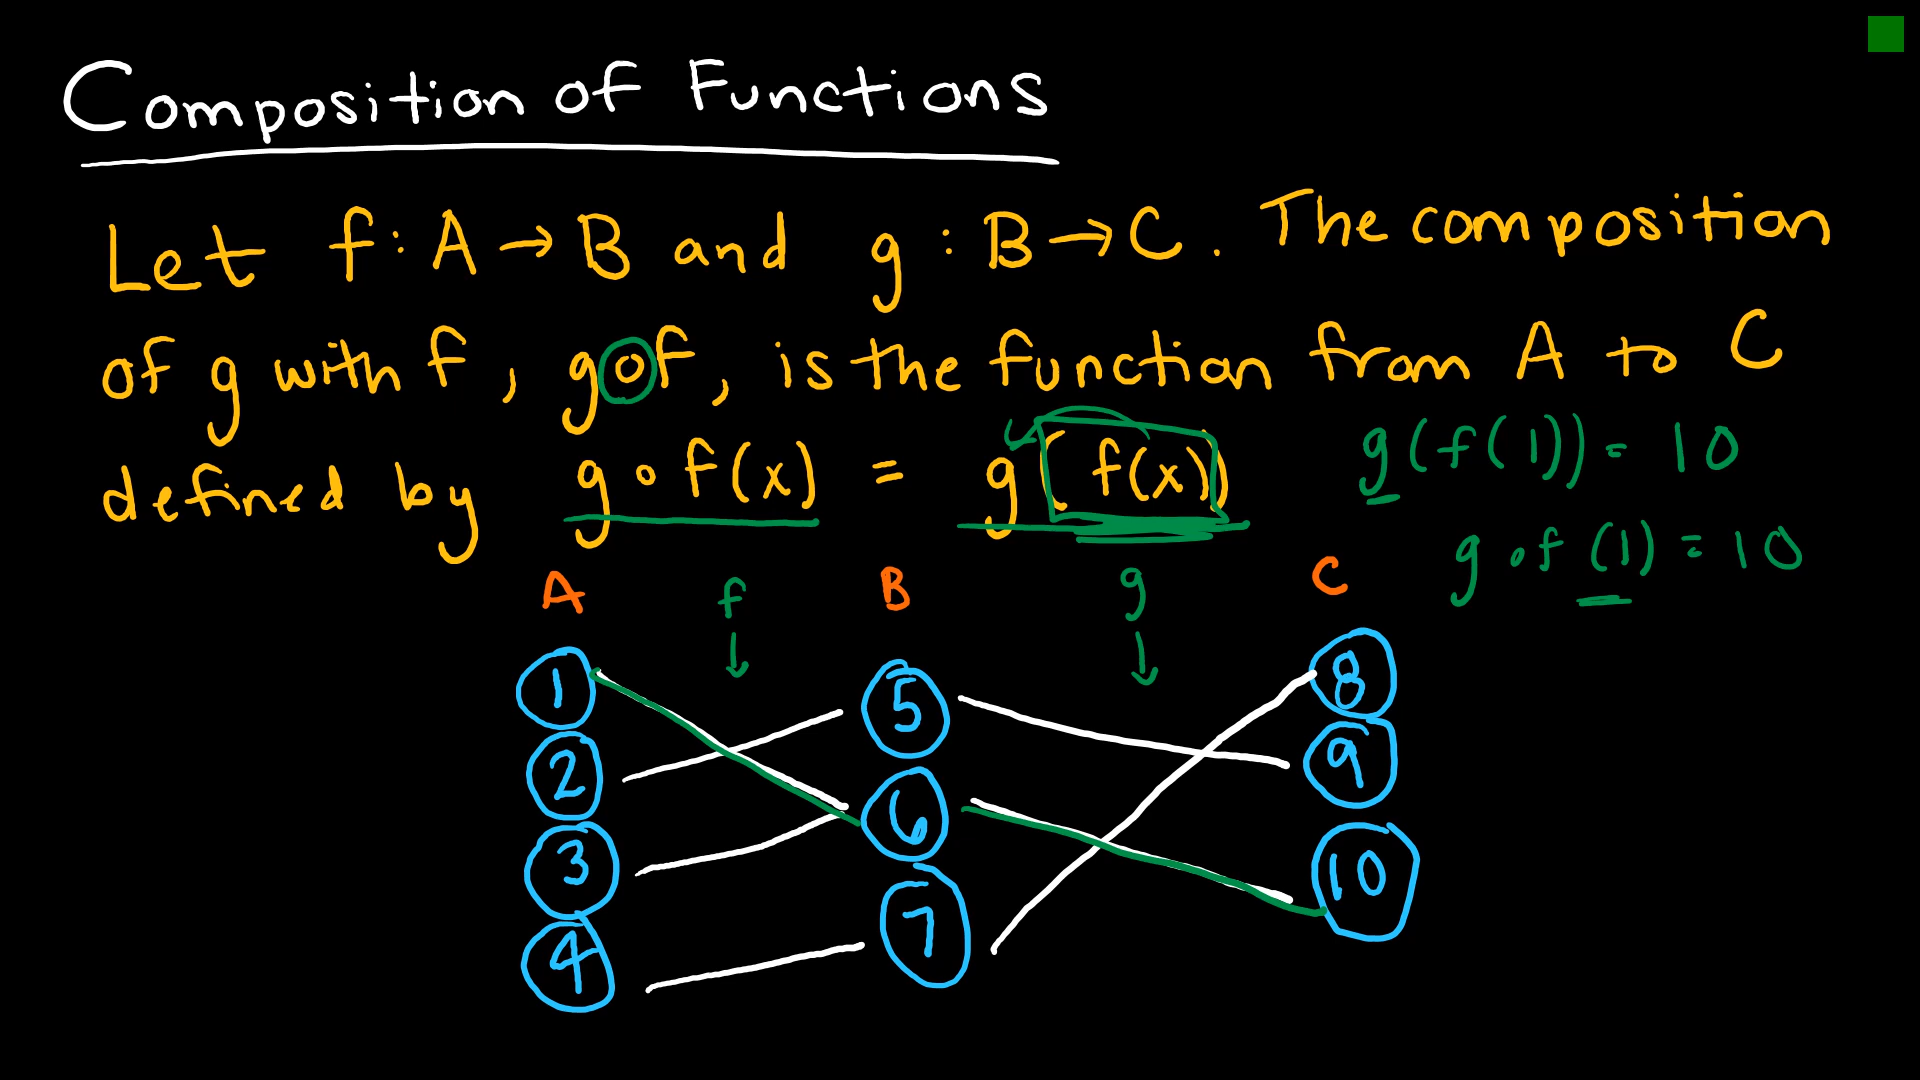 Composition of Functions
Let f: A → B and g: B → C. The composition
of g with f, g∘f, is the function from A to C
defined by g∘f(x) = g(f(x))
g(f(1)) = 10
g∘f(1) = 10
A f B g C
1 5 8
2 6 9
3 7 10
4